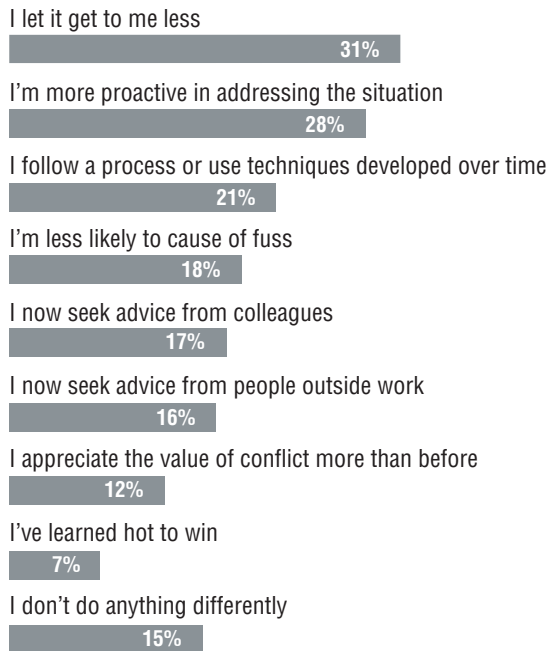 I let it get to me less
31%
I’m more proactive in addressing the situation
28%
I follow a process or use techniques developed over time
21%
I’m less likely to cause of fuss
18%
I now seek advice from colleagues
17%
I now seek advice from people outside work
16%
I appreciate the value of conflict more than before
12%
I’ve learned hot to win
7%
I don’t do anything differently
15%